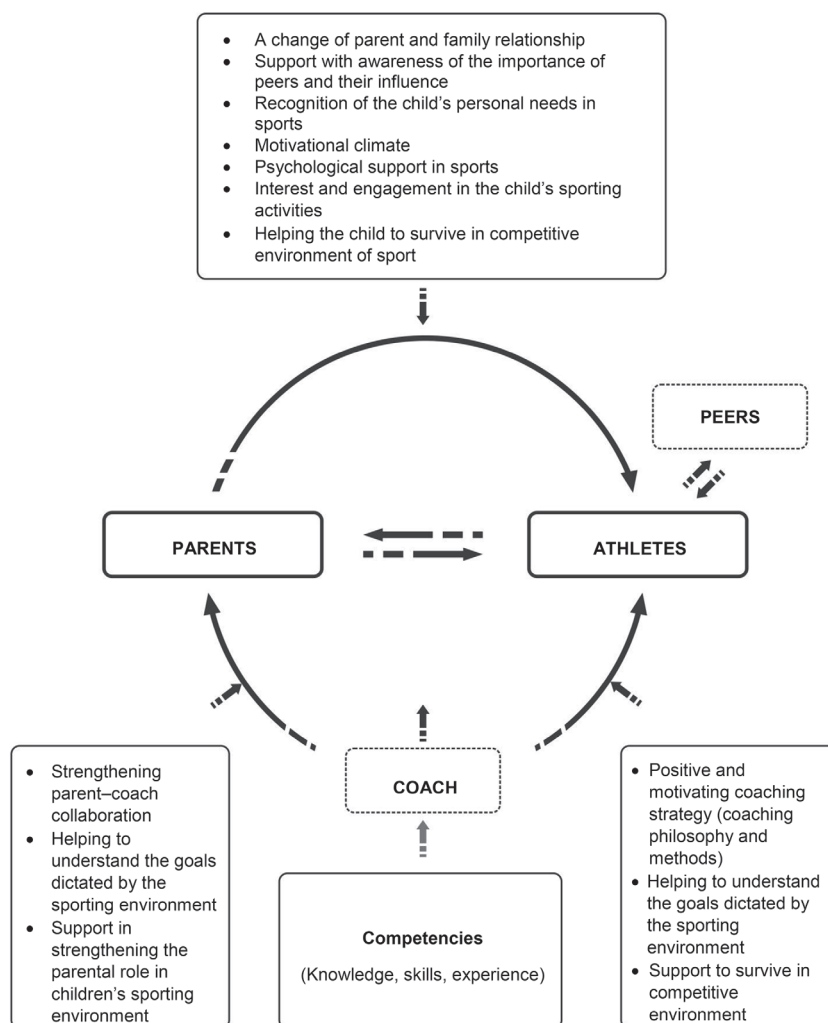 • A change of parent and family relationship
• Support with awareness of the importance of
peers and their influence
• Recognition of the child’s personal needs in
sports
• Motivational climate
• Psychological support in sports
• Interest and engagement in the child’s sporting
activities
• Helping the child to survive in competitive
environment of sport
PEERS
PARENTS
ATHLETES
• Strengthening
parent–coach
collaboration
• Helping to
understand the goals
dictated by the
sporting environment
• Support in
strengthening the
parental role in
children’s sporting
environment
COACH
Competencies
(Knowledge, skills, experience)
• Positive and
motivating coaching
strategy (coaching
philosophy and
methods)
• Helping to understand
the goals dictated by
the sporting
environment
• Support to survive in
competitive
environment